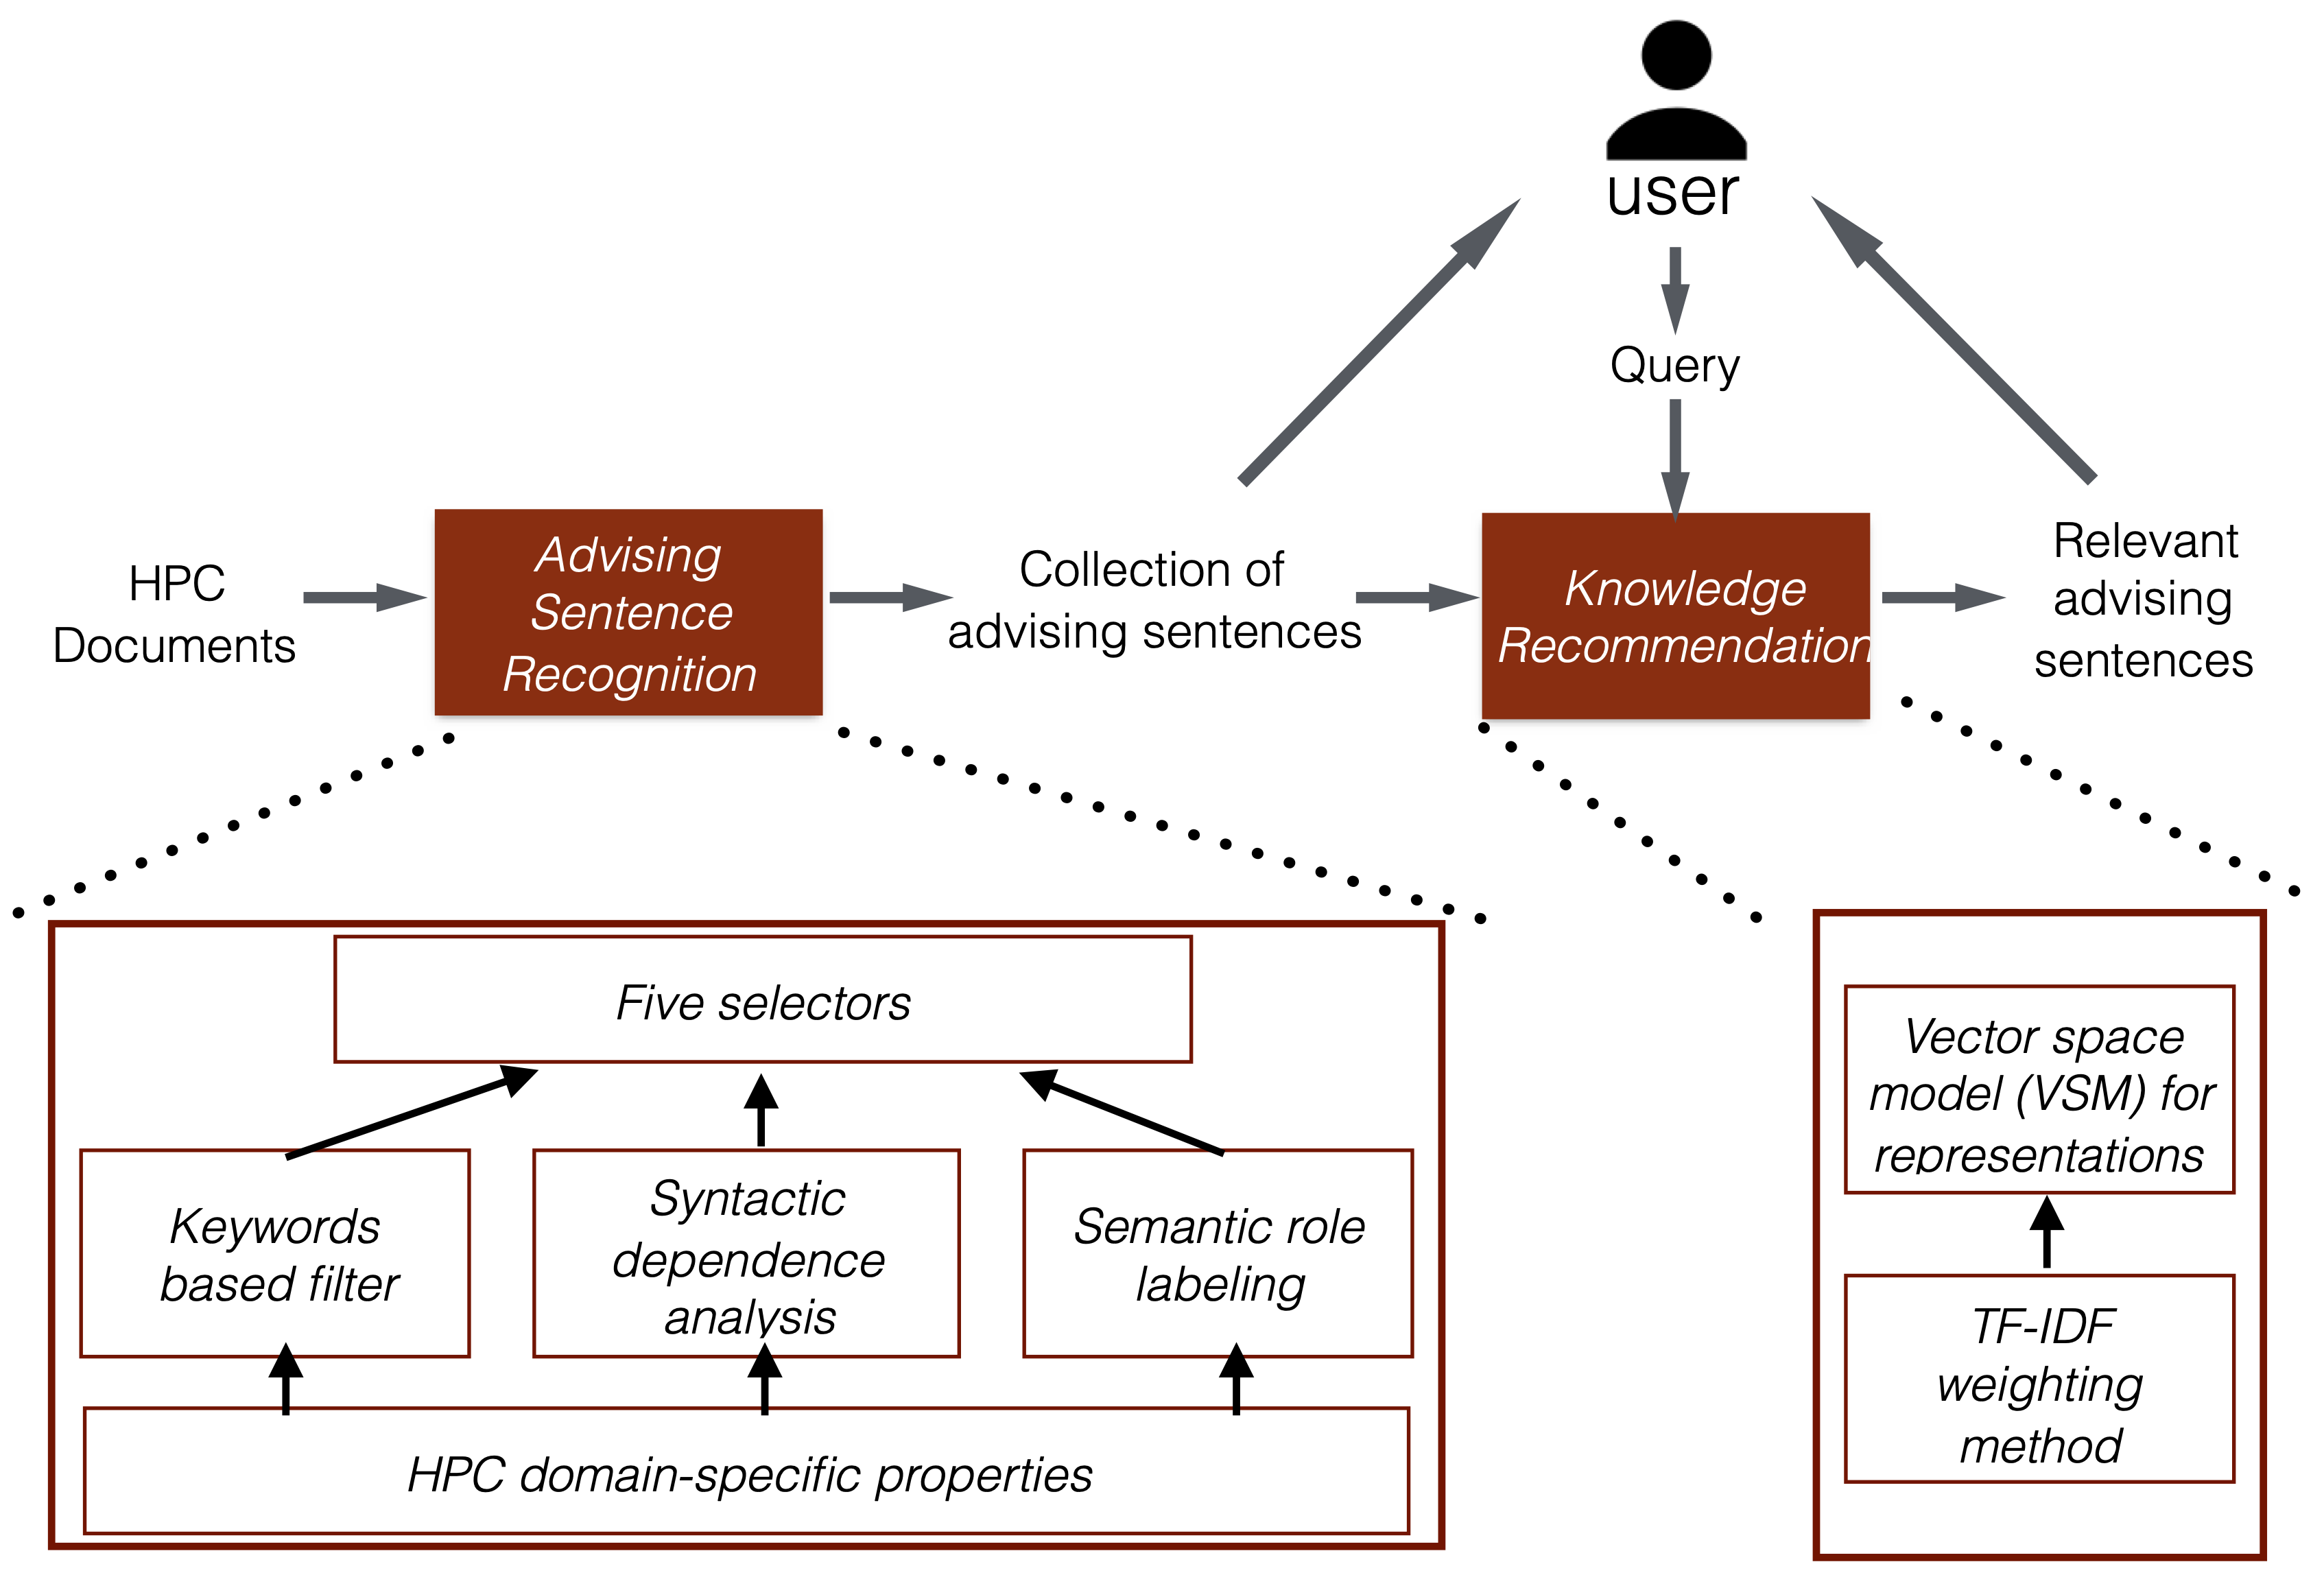 user
Query
HPC
Documents
Advising
Sentence
Recognition
Collection of
advising sentences
Knowledge
Recommendation
Relevant
advising
sentences
Five selectors
Keywords
based filter
Syntactic
dependence
analysis
Semantic role
labeling
HPC domain-specific properties
Vector space
model (VSM) for
representations
TF-IDF
weighting
method